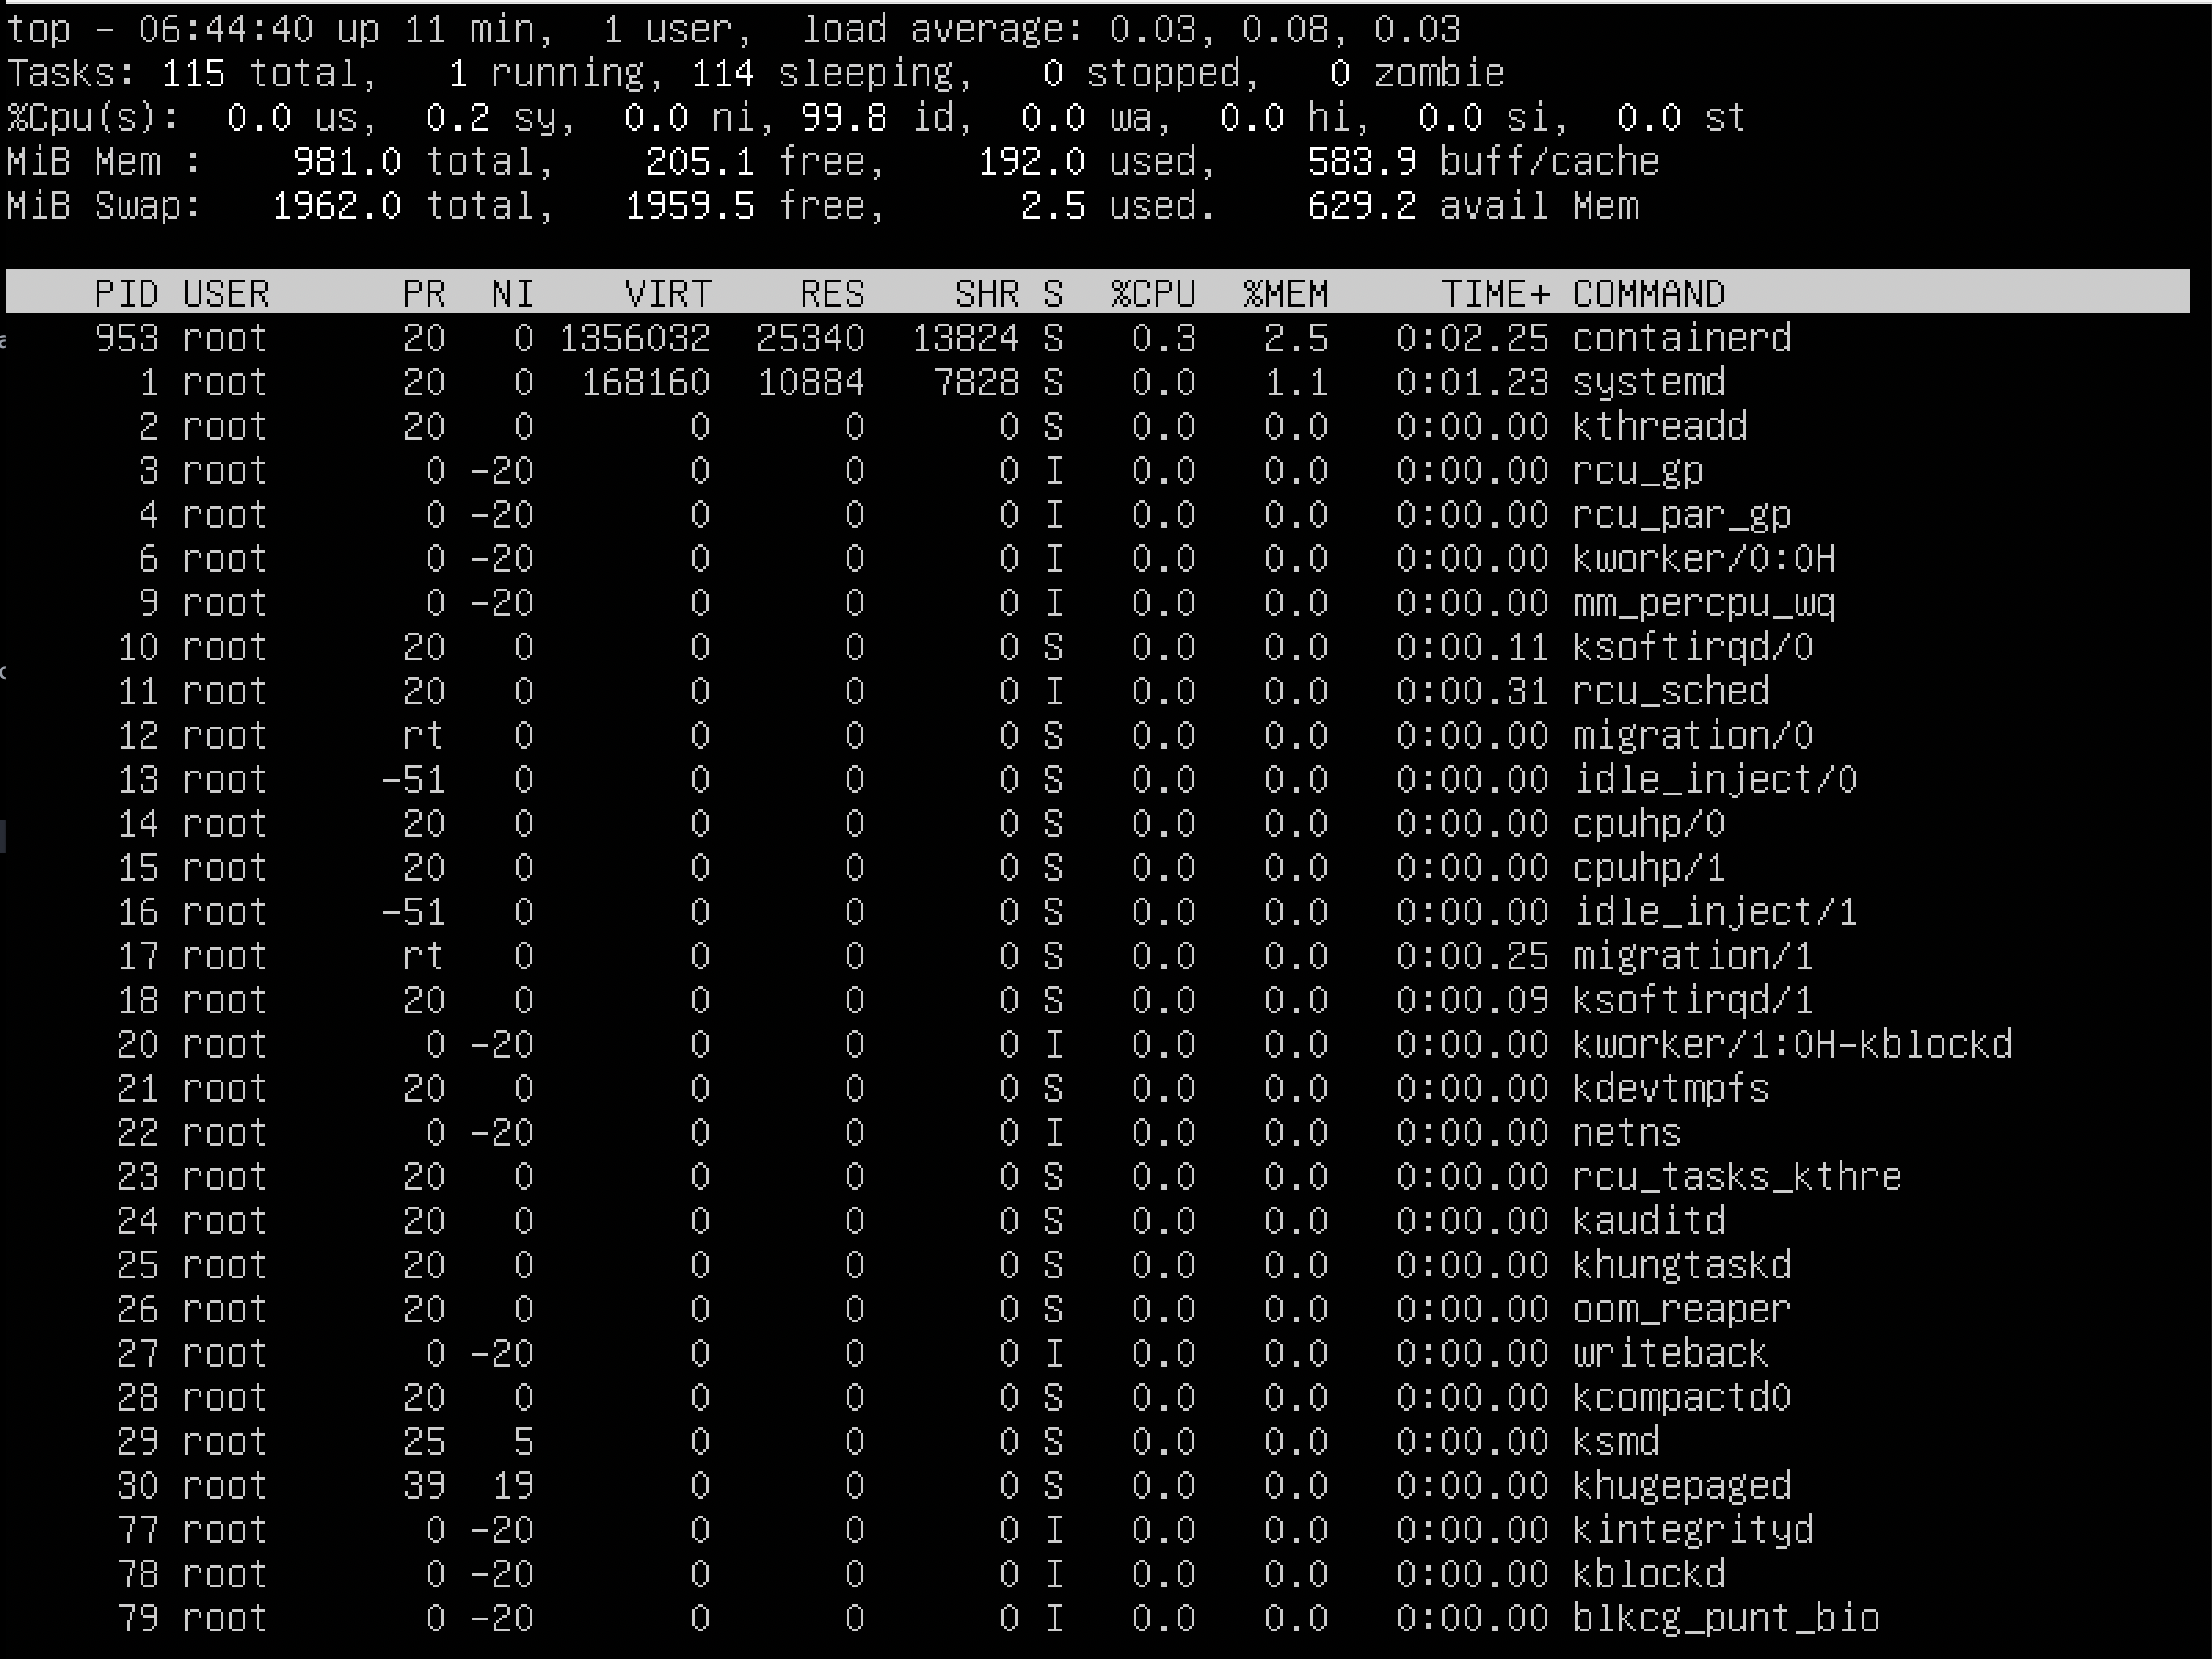 top - 06:44:40 up 11 min,  1 user,  load average: 0.03, 0.08, 0.03
Tasks: 115 total,   1 running, 114 sleeping,   0 stopped,   0 zombie
%Cpu(s):  0.0 us,  0.2 sy,  0.0 ni, 99.8 id,  0.0 wa,  0.0 hi,  0.0 si,  0.0 st
MiB Mem :    981.0 total,    205.1 free,    192.0 used,    583.9 buff/cache
MiB Swap:   1962.0 total,   1959.5 free,      2.5 used.    629.2 avail Mem
PID USER      PR  NI    VIRT    RES    SHR S  %CPU  %MEM     TIME+ COMMAND
953 root      20   0 1356032  25340  13824 S   0.3   2.5   0:02.25 containerd
1 root      20   0  168160  10884   7828 S   0.0   1.1   0:01.23 systemd
2 root      20   0       0      0      0 S   0.0   0.0   0:00.00 kthreadd
3 root       0 -20       0      0      0 I   0.0   0.0   0:00.00 rcu_gp
4 root       0 -20       0      0      0 I   0.0   0.0   0:00.00 rcu_par_gp
6 root       0 -20       0      0      0 I   0.0   0.0   0:00.00 kworker/0:0H
9 root       0 -20       0      0      0 I   0.0   0.0   0:00.00 mm_percpu_wq
10 root      20   0       0      0      0 S   0.0   0.0   0:00.11 ksoftirqd/0
11 root      20   0       0      0      0 I   0.0   0.0   0:00.31 rcu_sched
12 root      rt   0       0      0      0 S   0.0   0.0   0:00.00 migration/0
13 root     -51   0       0      0      0 S   0.0   0.0   0:00.00 idle_inject/0
14 root      20   0       0      0      0 S   0.0   0.0   0:00.00 cpuhp/0
15 root      20   0       0      0      0 S   0.0   0.0   0:00.00 cpuhp/1
16 root     -51   0       0      0      0 S   0.0   0.0   0:00.00 idle_inject/1
17 root      rt   0       0      0      0 S   0.0   0.0   0:00.25 migration/1
18 root      20   0       0      0      0 S   0.0   0.0   0:00.09 ksoftirqd/1
20 root       0 -20       0      0      0 I   0.0   0.0   0:00.00 kworker/1:0H-kblockd
21 root      20   0       0      0      0 S   0.0   0.0   0:00.00 kdevtmpfs
22 root       0 -20       0      0      0 I   0.0   0.0   0:00.00 netns
23 root      20   0       0      0      0 S   0.0   0.0   0:00.00 rcu_tasks_kthre
24 root      20   0       0      0      0 S   0.0   0.0   0:00.00 kauditd
25 root      20   0       0      0      0 S   0.0   0.0   0:00.00 khungtaskd
26 root      20   0       0      0      0 S   0.0   0.0   0:00.00 oom_reaper
27 root       0 -20       0      0      0 I   0.0   0.0   0:00.00 writeback
28 root      20   0       0      0      0 S   0.0   0.0   0:00.00 kcompactd0
29 root      25   5       0      0      0 S   0.0   0.0   0:00.00 ksmd
30 root      39  19       0      0      0 S   0.0   0.0   0:00.00 khugepaged
77 root       0 -20       0      0      0 I   0.0   0.0   0:00.00 kintegrityd
78 root       0 -20       0      0      0 I   0.0   0.0   0:00.00 kblockd
79 root       0 -20       0      0      0 I   0.0   0.0   0:00.00 blkcg_punt_bio